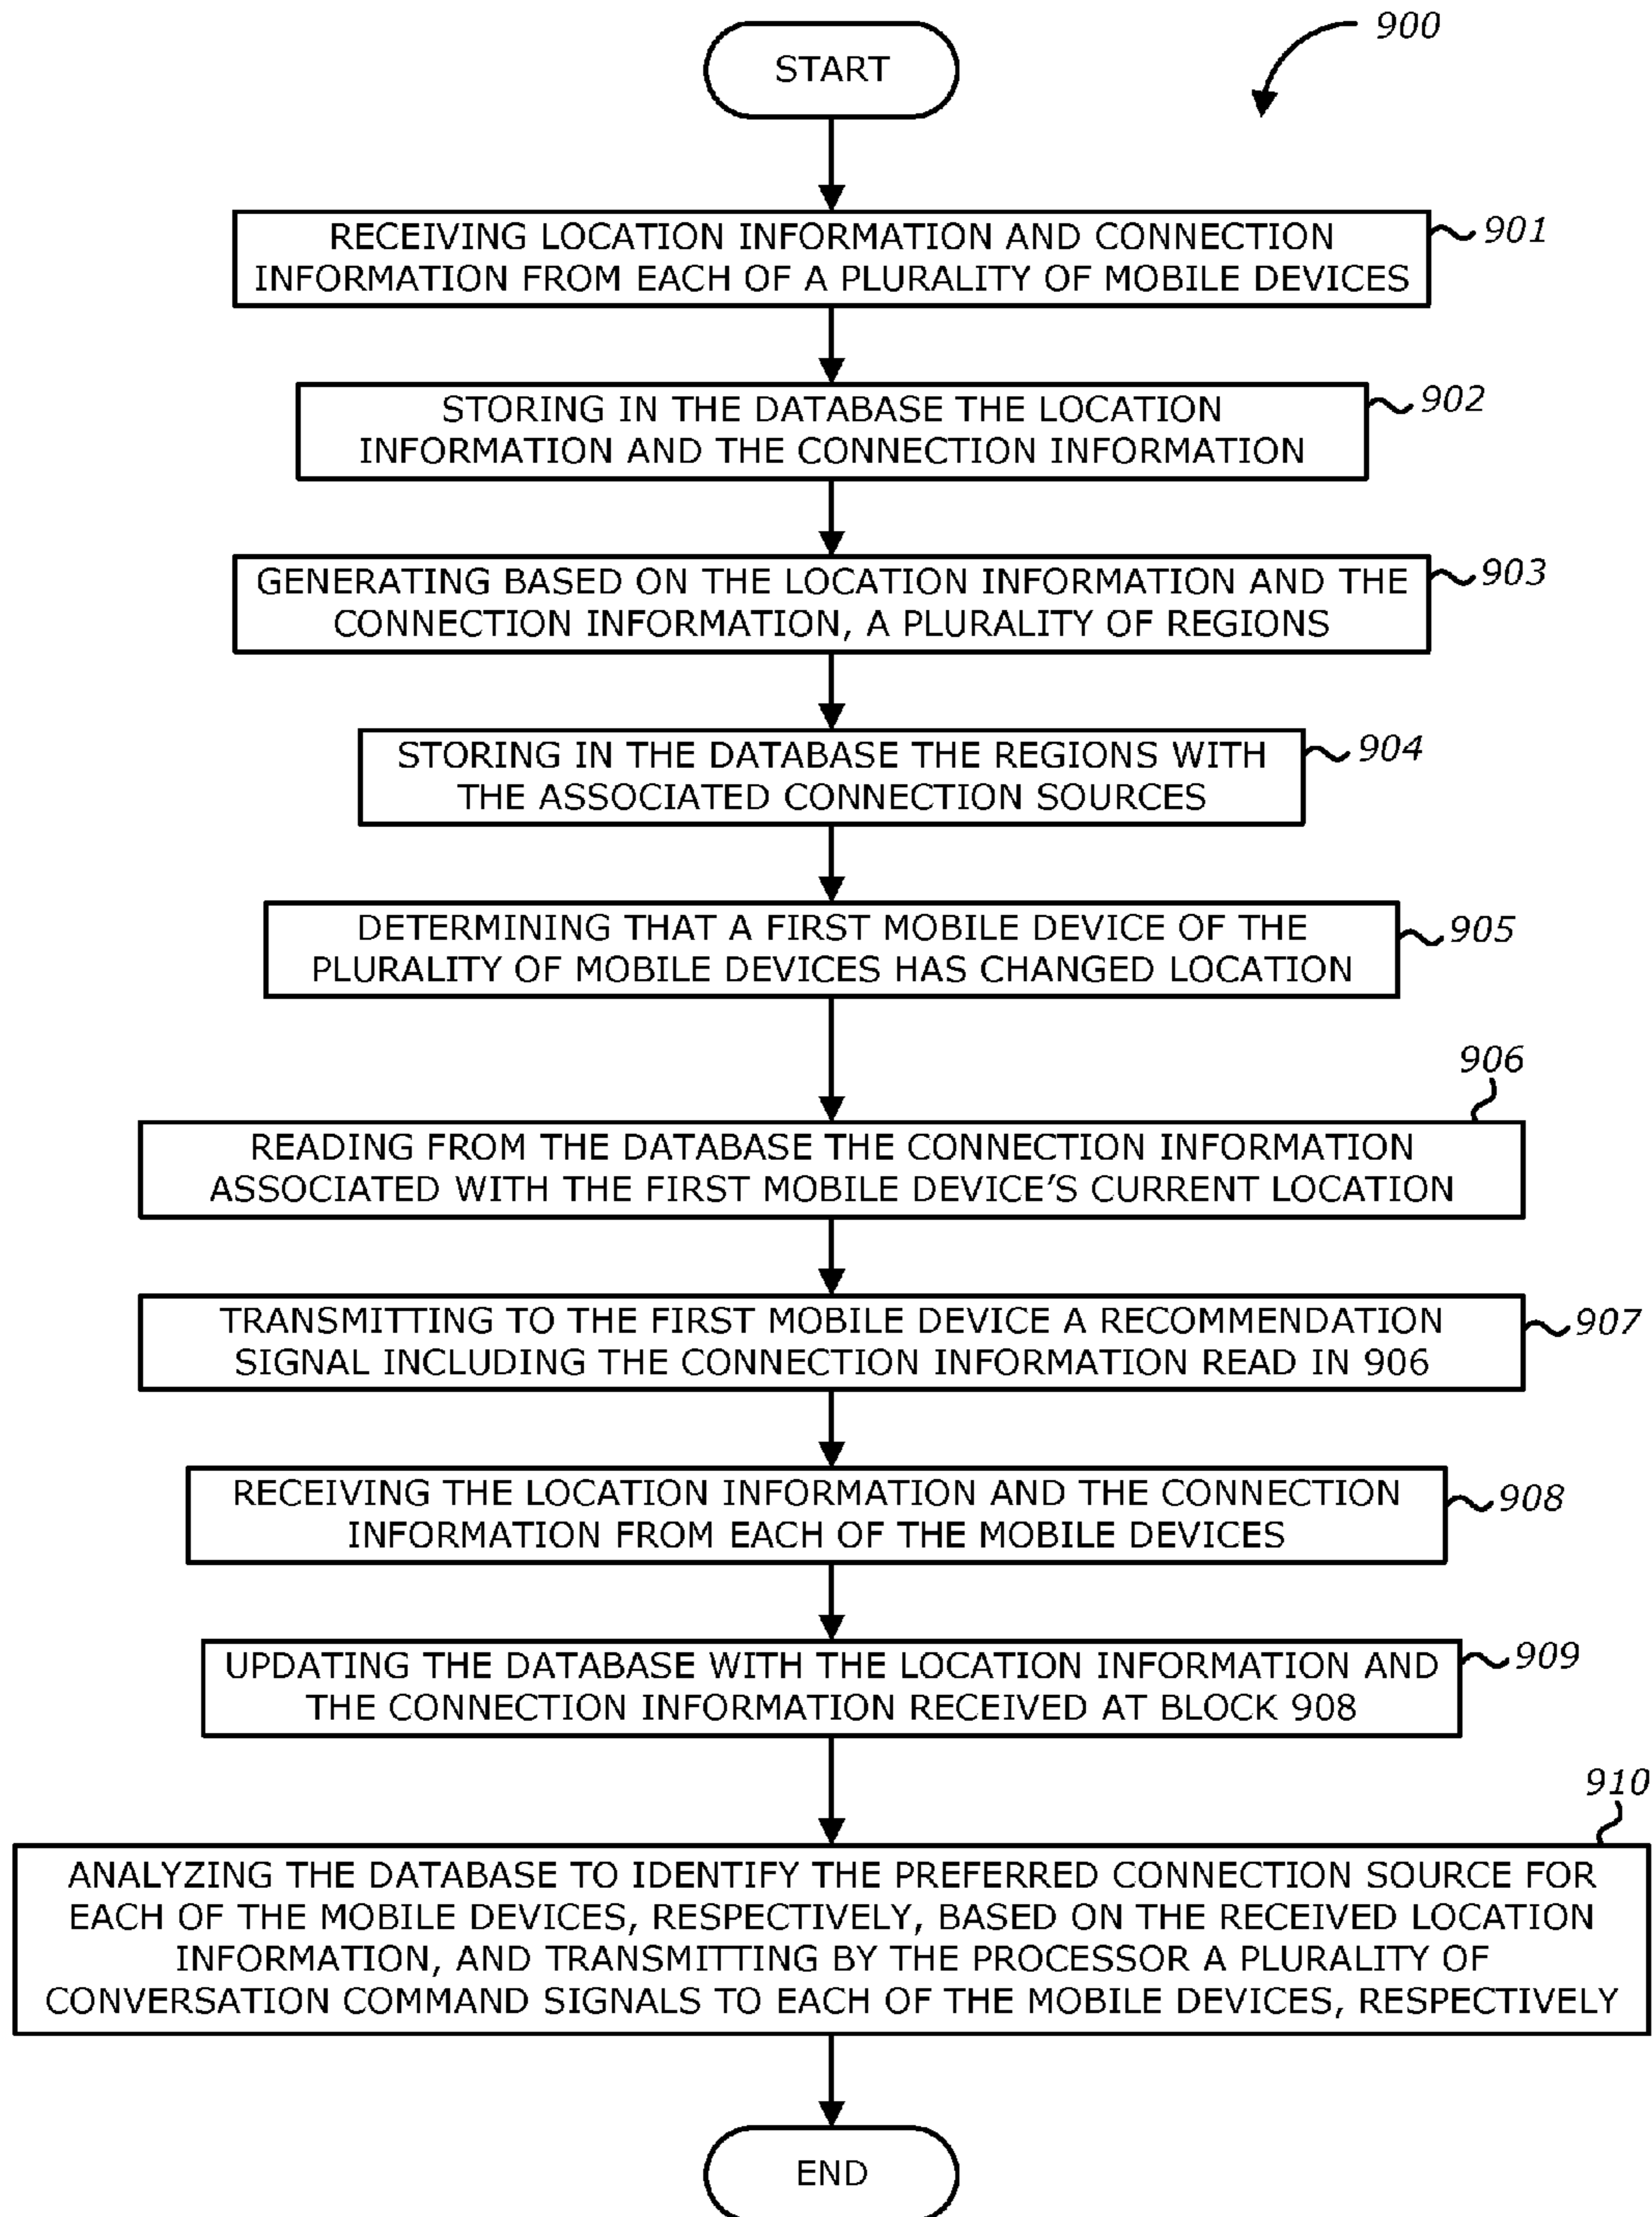 900
START
RECEIVING LOCATION INFORMATION AND CONNECTION
INFORMATION FROM EACH OF A PLURALITY OF MOBILE DEVICES
901
STORING IN THE DATABASE THE LOCATION
INFORMATION AND THE CONNECTION INFORMATION
902
GENERATING BASED ON THE LOCATION INFORMATION AND THE
CONNECTION INFORMATION, A PLURALITY OF REGIONS
903
STORING IN THE DATABASE THE REGIONS WITH
THE ASSOCIATED CONNECTION SOURCES
904
DETERMINING THAT A FIRST MOBILE DEVICE OF THE
PLURALITY OF MOBILE DEVICES HAS CHANGED LOCATION
905
906
READING FROM THE DATABASE THE CONNECTION INFORMATION
ASSOCIATED WITH THE FIRST MOBILE DEVICE'S CURRENT LOCATION
TRANSMITTING TO THE FIRST MOBILE DEVICE A RECOMMENDATION
SIGNAL INCLUDING THE CONNECTION INFORMATION READ IN 906
907
RECEIVING THE LOCATION INFORMATION AND THE CONNECTION
INFORMATION FROM EACH OF THE MOBILE DEVICES
908
UPDATING THE DATABASE WITH THE LOCATION INFORMATION AND
THE CONNECTION INFORMATION RECEIVED AT BLOCK 908
909
910
ANALYZING THE DATABASE TO IDENTIFY THE PREFERRED CONNECTION SOURCE FOR
EACH OF THE MOBILE DEVICES, RESPECTIVELY, BASED ON THE RECEIVED LOCATION
INFORMATION, AND TRANSMITTING BY THE PROCESSOR A PLURALITY OF
CONVERSATION COMMAND SIGNALS TO EACH OF THE MOBILE DEVICES, RESPECTIVELY
END